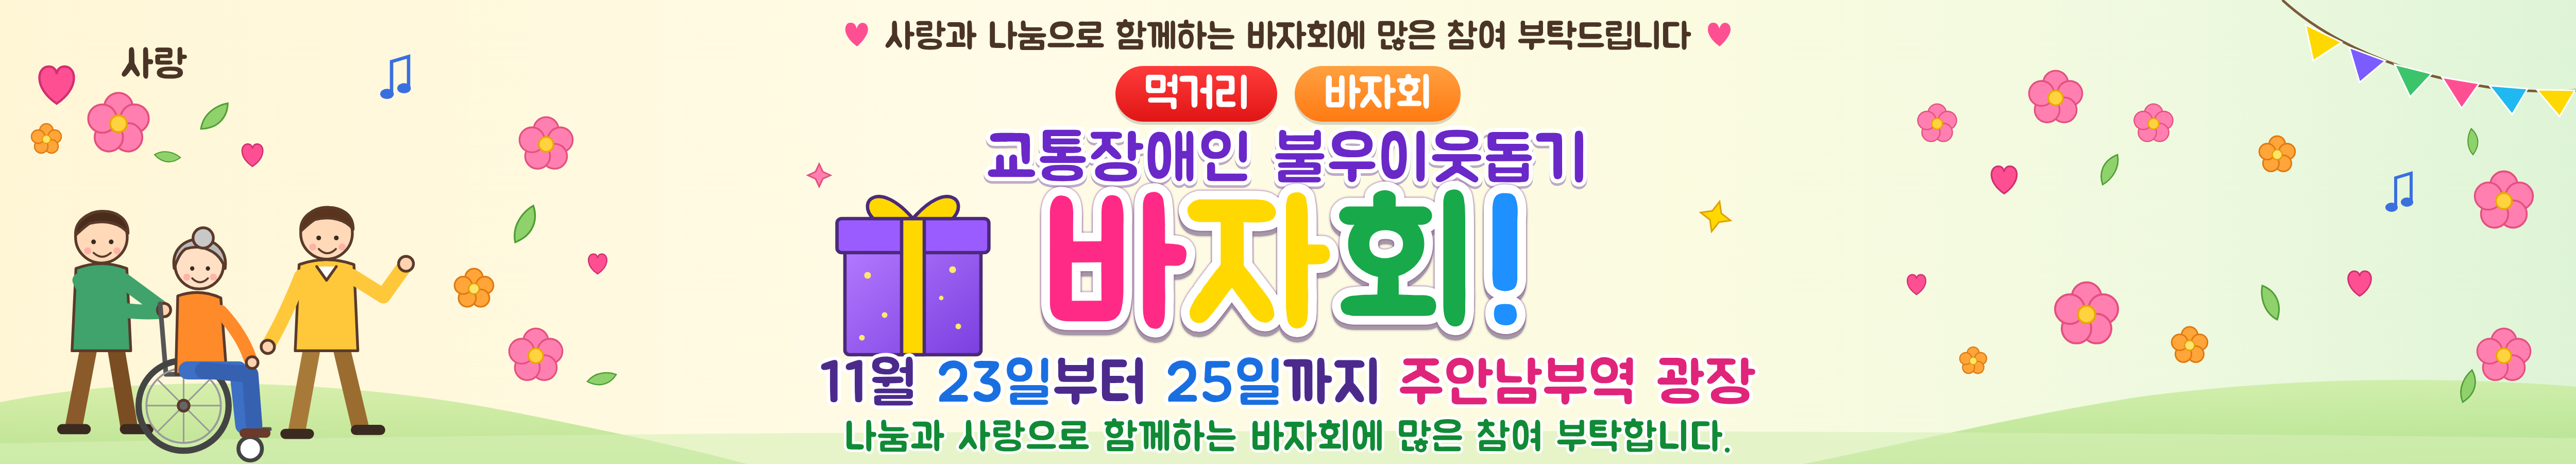 사랑과 나눔으로 함께하는 바자회에 많은 참여 부탁드립니다
사랑
먹거리 바자회
교통장애인 불우이웃돕기
바자회!
11월 23일부터 25일까지 주안남부역 광장
나눔과 사랑으로 함께하는 바자회에 많은 참여 부탁합니다.